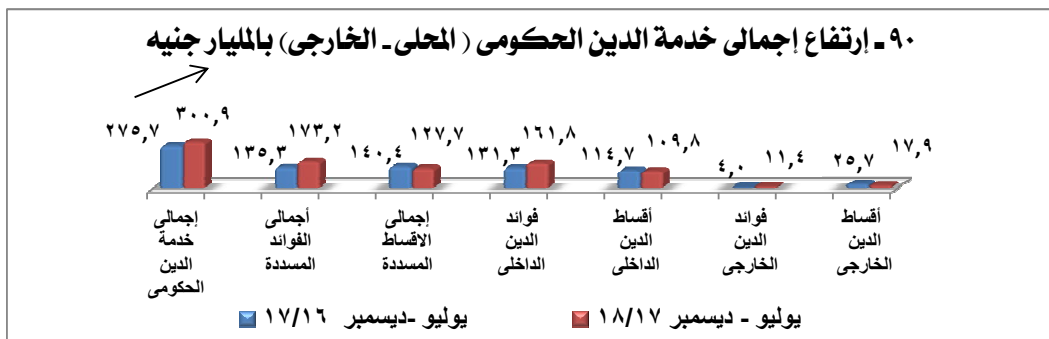 ٩٠ ـ إرتفاع إجمالى خدمة الدين الحكومى ( المحلى ـ الخارجى) بالمليار جنيه
٢٧٥,٧
٣٠٠,٩
١٣٥,٣
١٧٣,٢
١٤٠,٤
١٢٧,٧
١٣١,٣
١٦١,٨
١١٤,٧
١٠٩,٨
٤,٠
١١,٤
٢٥,٧
١٧,٩
إجمالى
خدمة
الدين
الحكومى
أجمالى
الفوائد
المسددة
إجمالى
الاقساط
المسددة
فوائد
الدين
الداخلى
أقساط
الدين
الداخلى
فوائد
الدين
الخارجى
أقساط
الدين
الخارجى
يوليو -ديسمبر ١٧/١٦
يوليو - ديسمبر ١٨/١٧